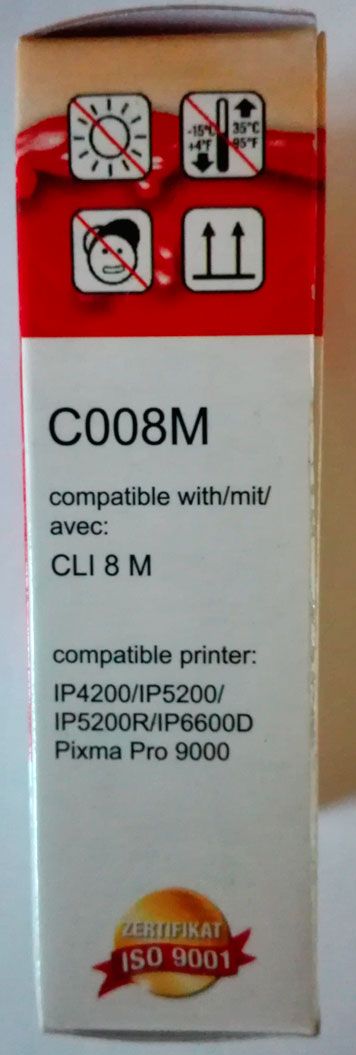 -15°C
+4°F
35°C
95°F
C008M
compatible with/mit/
avec:
CLI 8 M
compatible printer:
IP4200/IP5200/
IP5200R/IP6600D
Pixma Pro 9000
ZERTIFIKAT
ISO 9001